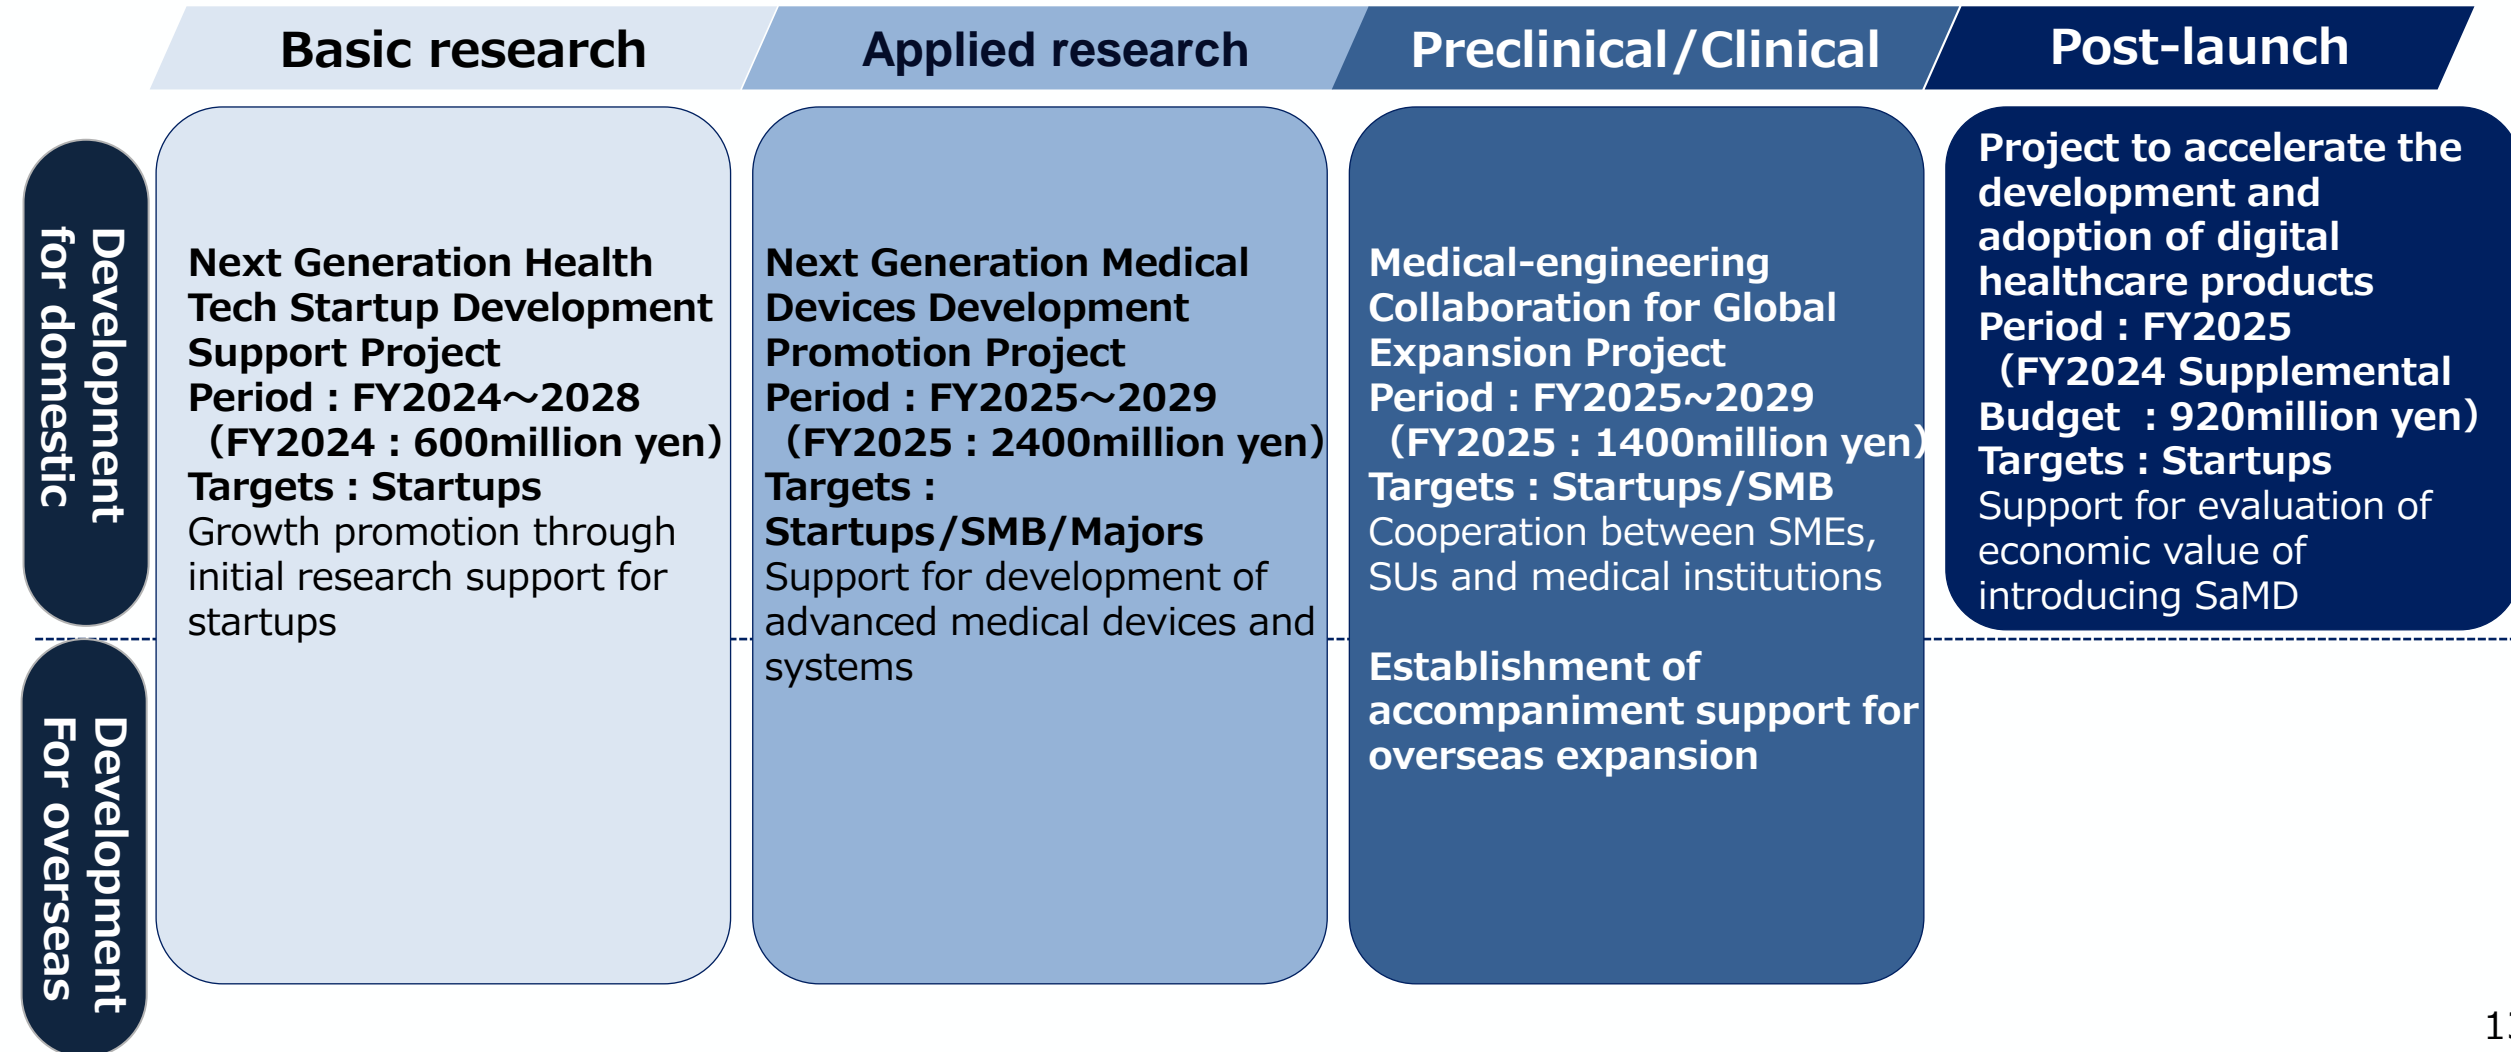 Basic research
Applied research
Preclinical/Clinical
Post-launch
Development
for domestic
Next Generation Health
Tech Startup Development
Support Project
Period : FY2024～2028
（FY2024 : 600million yen）
Targets : Startups
Growth promotion through
initial research support for
startups
Next Generation Medical
Devices Development
Promotion Project
Period : FY2025～2029
（FY2025 : 2400million yen）
Targets :
Startups/SMB/Majors
Support for development of
advanced medical devices and
systems
Medical-engineering
Collaboration for Global
Expansion Project
Period : FY2025~2029
（FY2025 : 1400million yen）
Targets : Startups/SMB
Cooperation between SMEs,
SUs and medical institutions
Establishment of
accompaniment support for
overseas expansion
Project to accelerate the
development and
adoption of digital
healthcare products
Period : FY2025
（FY2024 Supplemental
Budget : 920million yen）
Targets : Startups
Support for evaluation of
economic value of
introducing SaMD
Development
For overseas